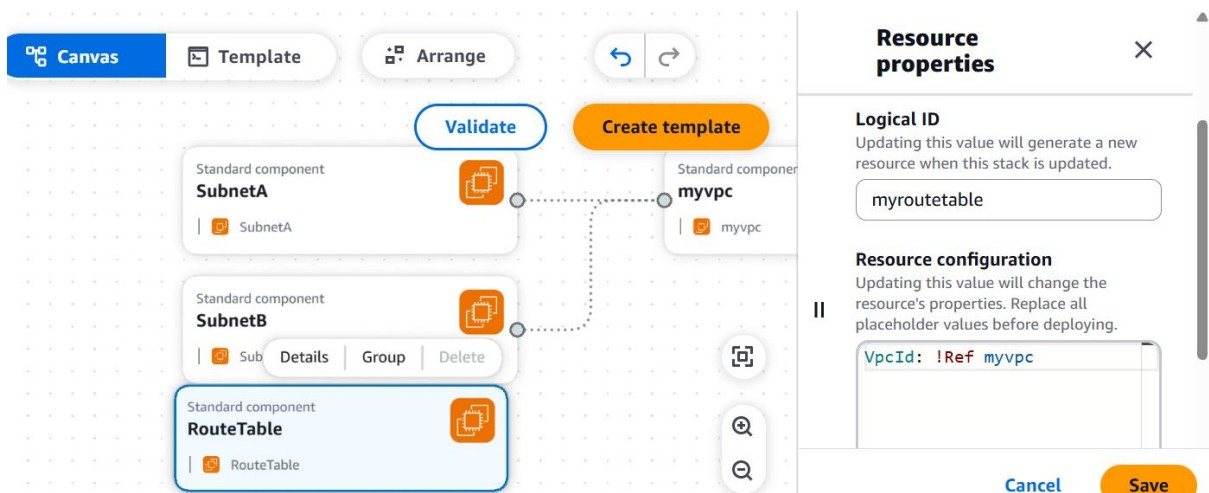 Canvas
Template
Arrange
Validate
Create template
Standard component
SubnetA
SubnetA
Standard componen
myvpc
myvpc
Standard component
SubnetB
Sub
Details
Group
Delete
Standard component
RouteTable
RouteTable
Resource
properties
Logical ID
Updating this value will generate a new
resource when this stack is updated.
myroutetable
Resource configuration
Updating this value will change the
resource's properties. Replace all
placeholder values before deploying.
VpcId: !Ref myvpc
Cancel
Save